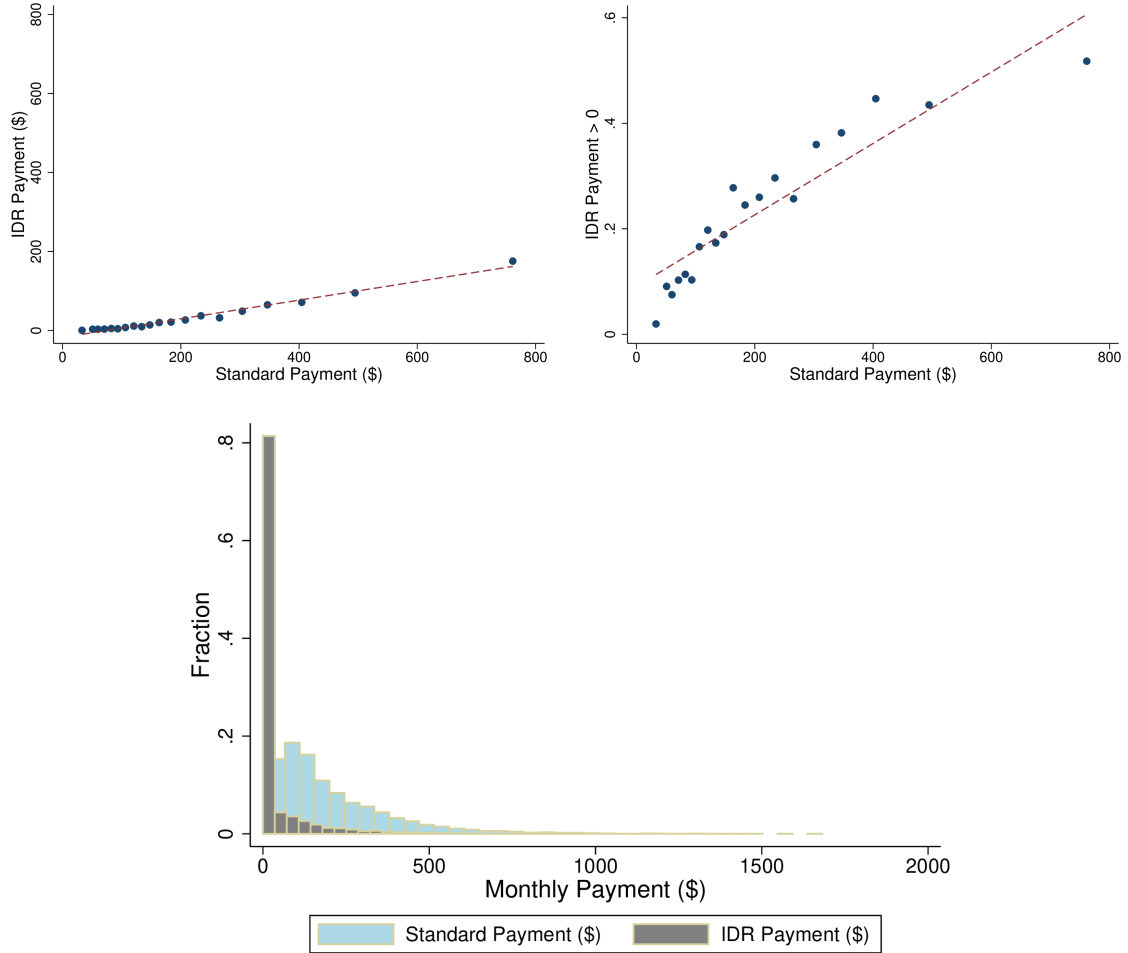 800
600
400
200
0
IDR Payment ($)
0 200 400 600 800
Standard Payment ($)
.6
.4
.2
0
IDR Payment > 0
0 200 400 600 800
Standard Payment ($)
.8
.6
.4
.2
0
Fraction
0 500 1000 1500 2000
Monthly Payment ($)
Standard Payment ($) IDR Payment ($)